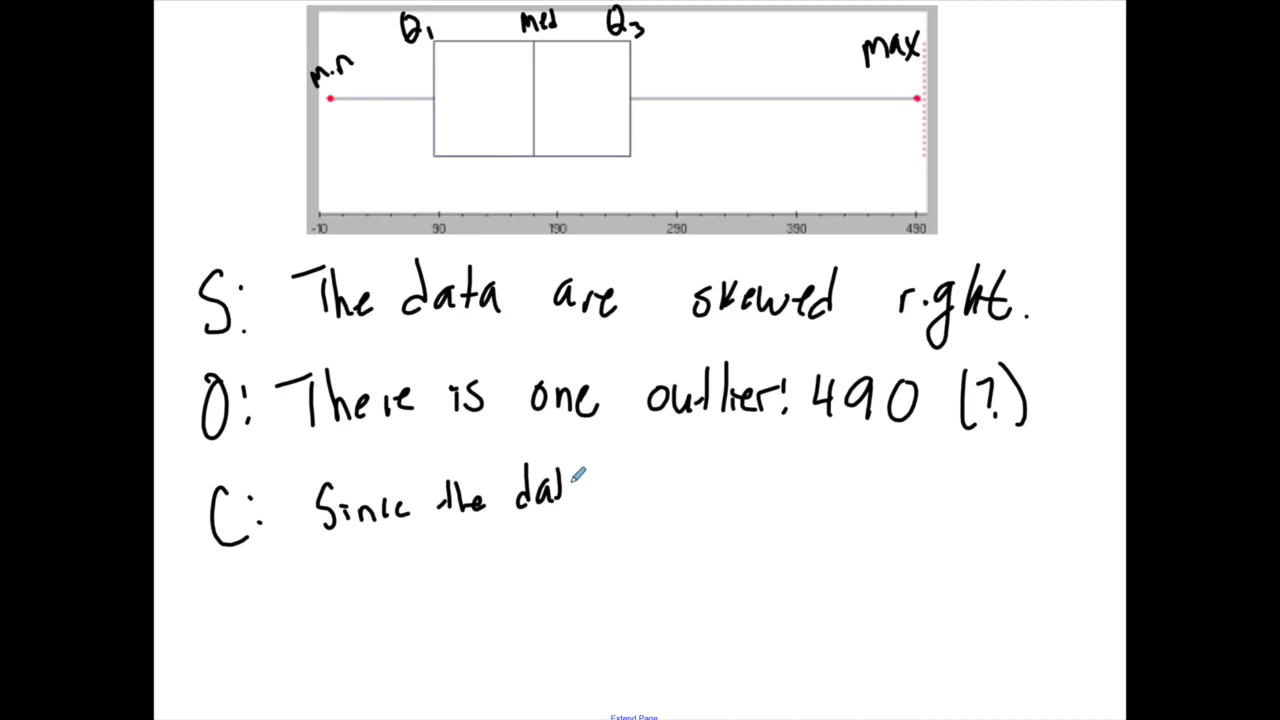 Q1 med Q3
min max
-10 90 190 290 390 490
S: The data are skewed right.
O: There is one outlier: 490 (?)
C: Since the dat
Extend Page